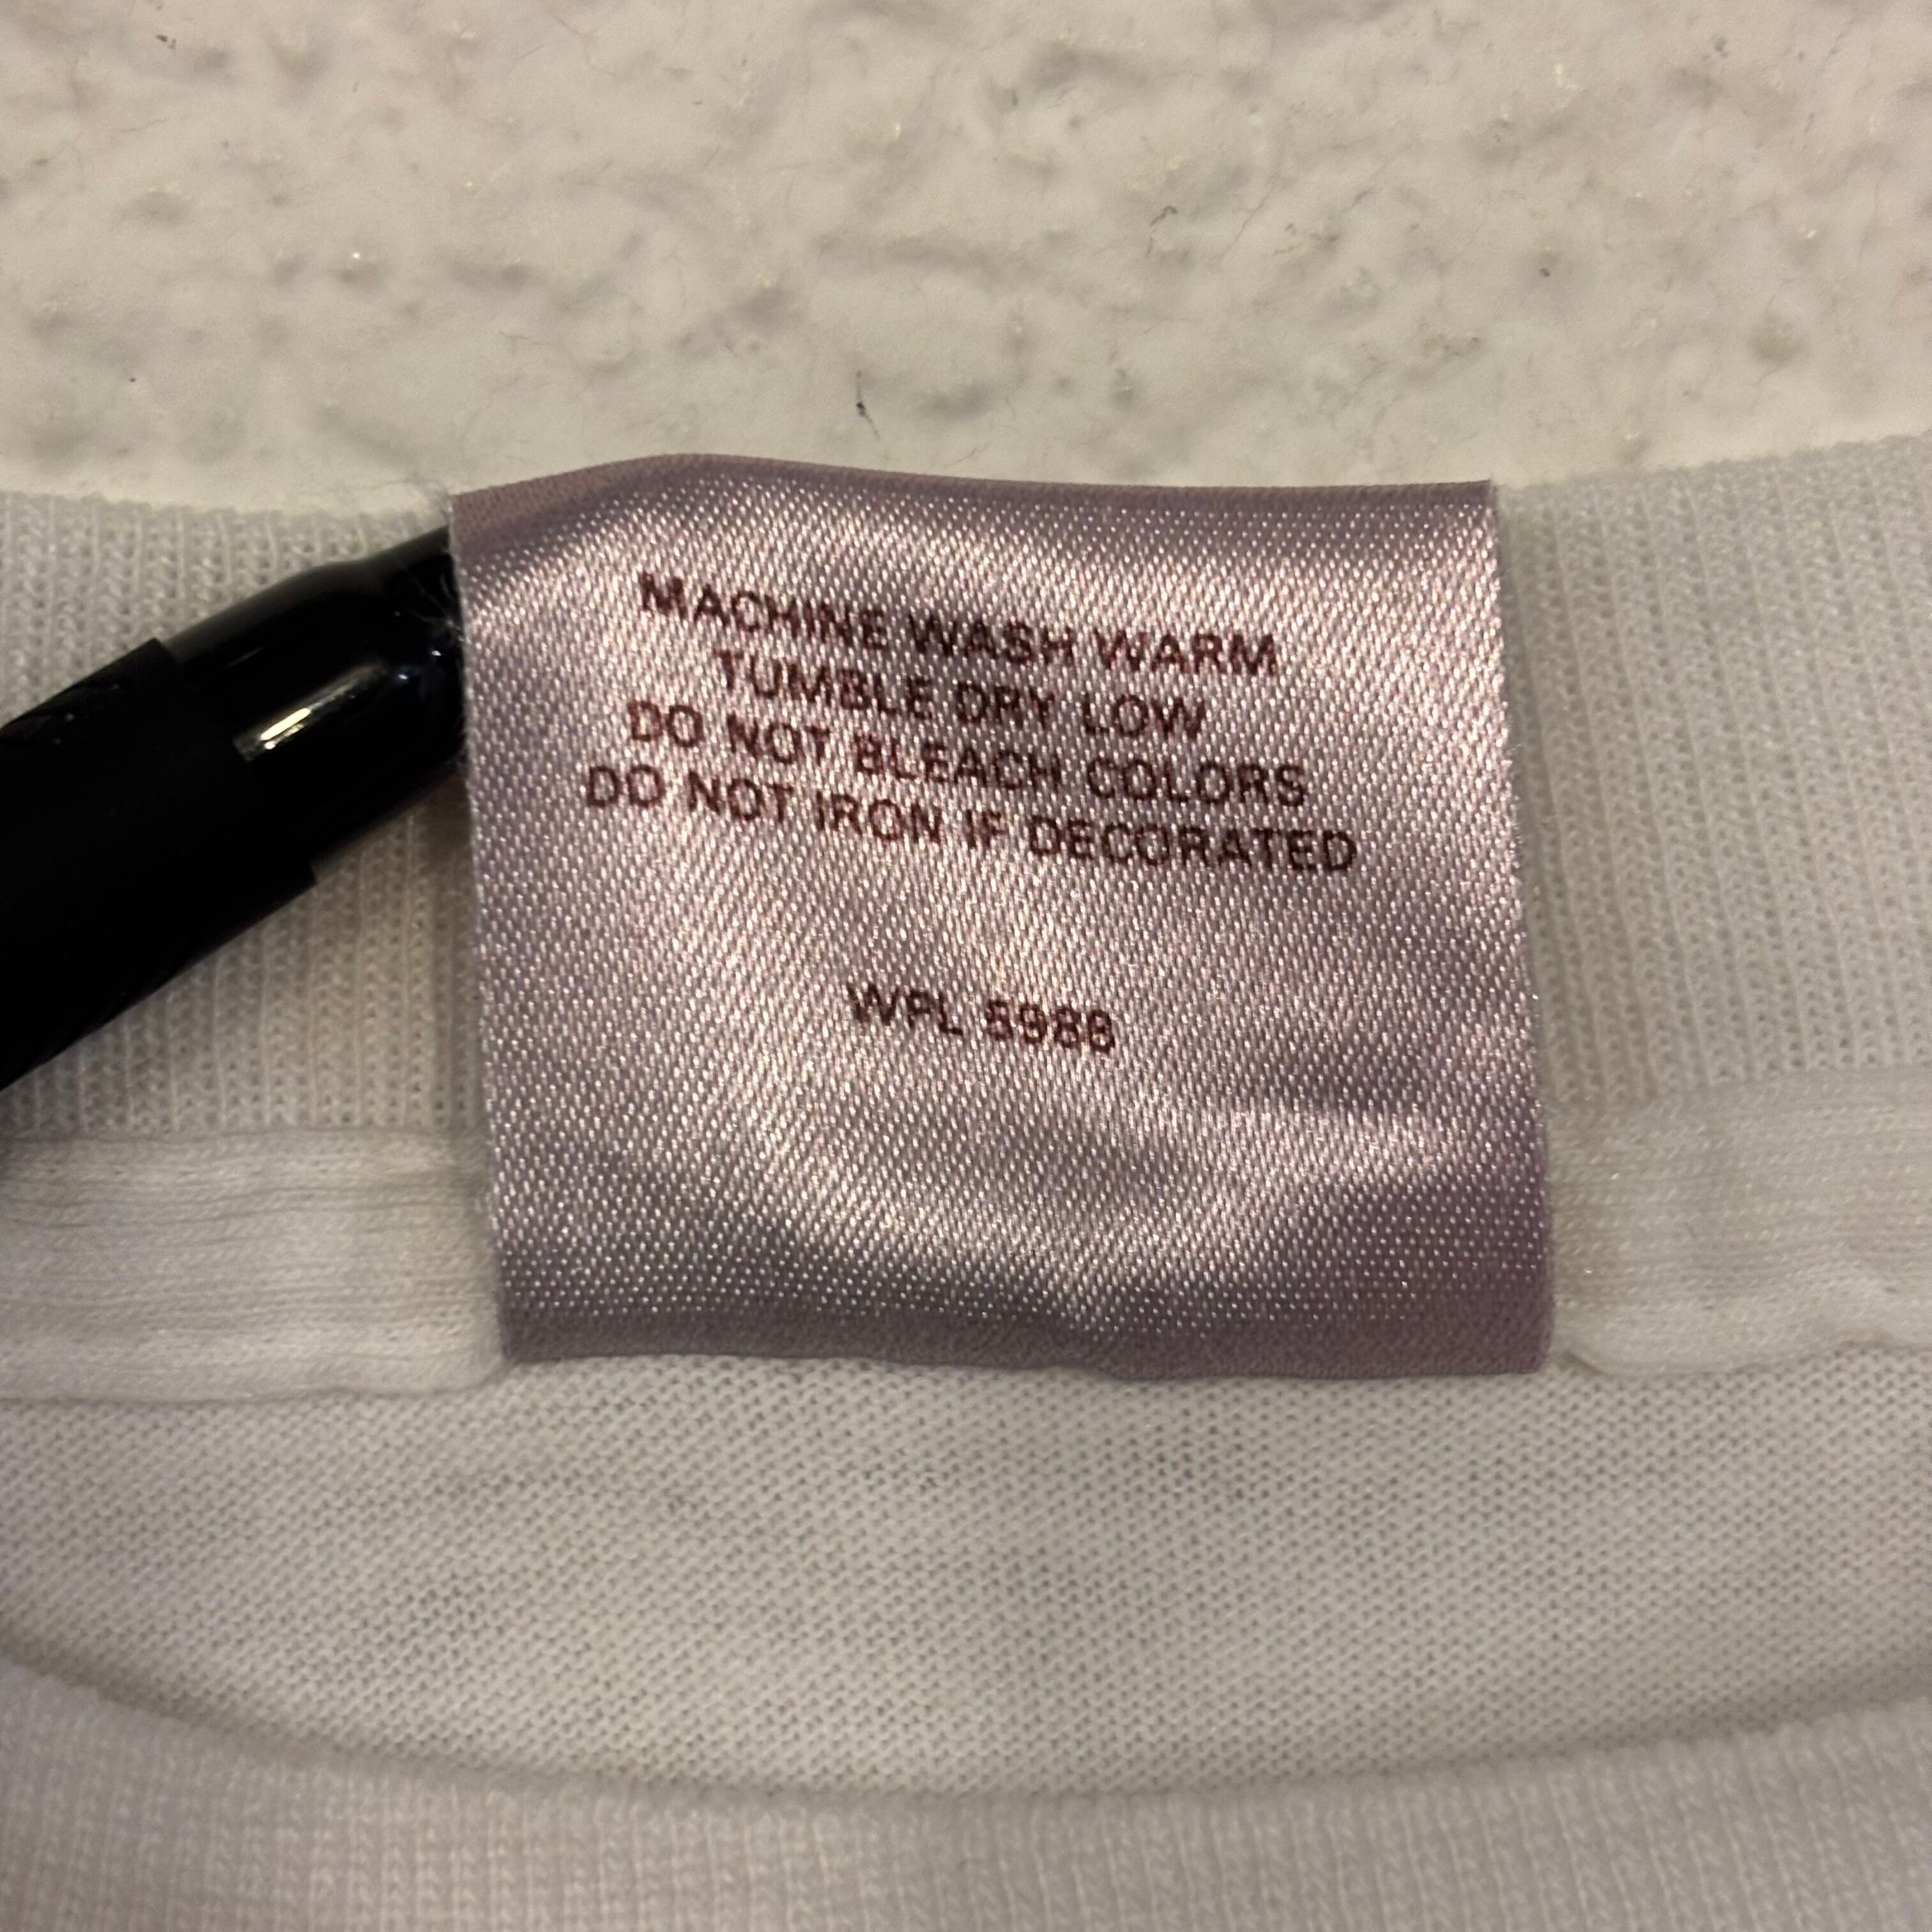 MACHINE WASH WARM
TUMBLE DRY LOW
DO NOT BLEACH COLORS
DO NOT IRON IF DECORATED
WPL 5986